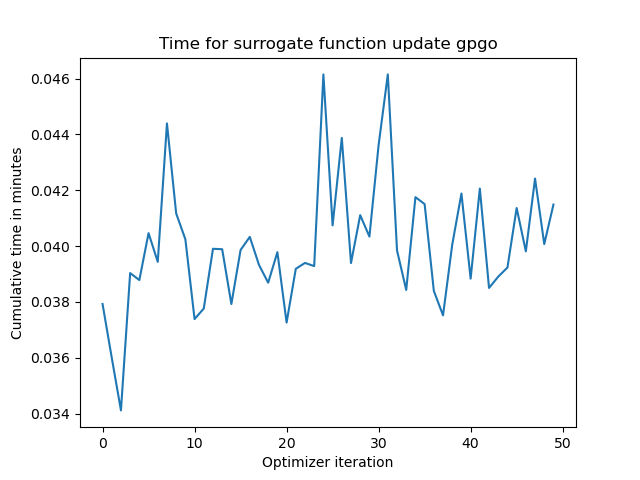 Time for surrogate function update gpgo
Cumulative time in minutes
0.046
0.044
0.042
0.040
0.038
0.036
0.034
0 10 20 30 40 50
Optimizer iteration